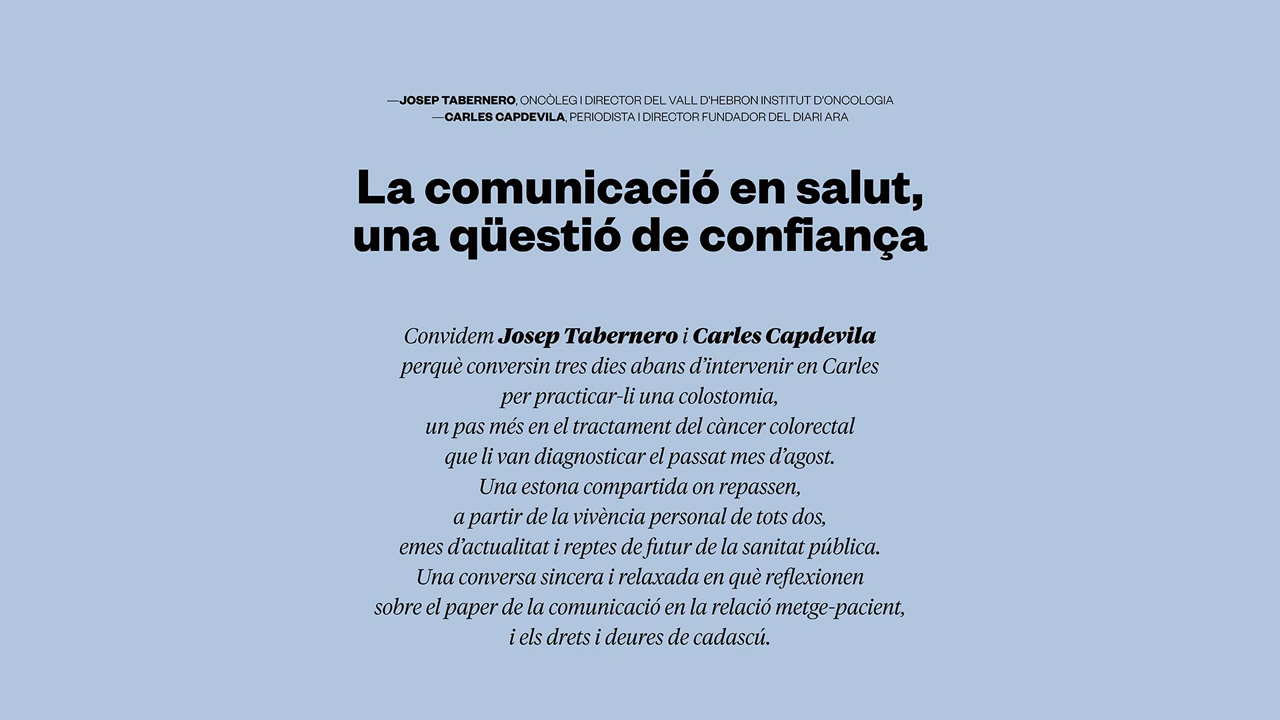 —JOSEP TABERNERO, ONCÒLEG I DIRECTOR DEL VALL D'HEBRON INSTITUT D'ONCOLOGIA
—CARLES CAPDEVILA, PERIODISTA I DIRECTOR FUNDADOR DEL DIARI ARA
La comunicació en salut,
una qüestió de confiança
Convidem Josep Tabernero i Carles Capdevila
perquè conversin tres dies abans d’intervenir en Carles
per practicar-li una colostomia,
un pas més en el tractament del càncer colorectal
que li van diagnosticar el passat mes d’agost.
Una estona compartida on repassen,
a partir de la vivència personal de tots dos,
emes d’actualitat i reptes de futur de la sanitat pública.
Una conversa sincera i relaxada en què reflexionen
sobre el paper de la comunicació en la relació metge-pacient,
i els drets i deures de cadascú.